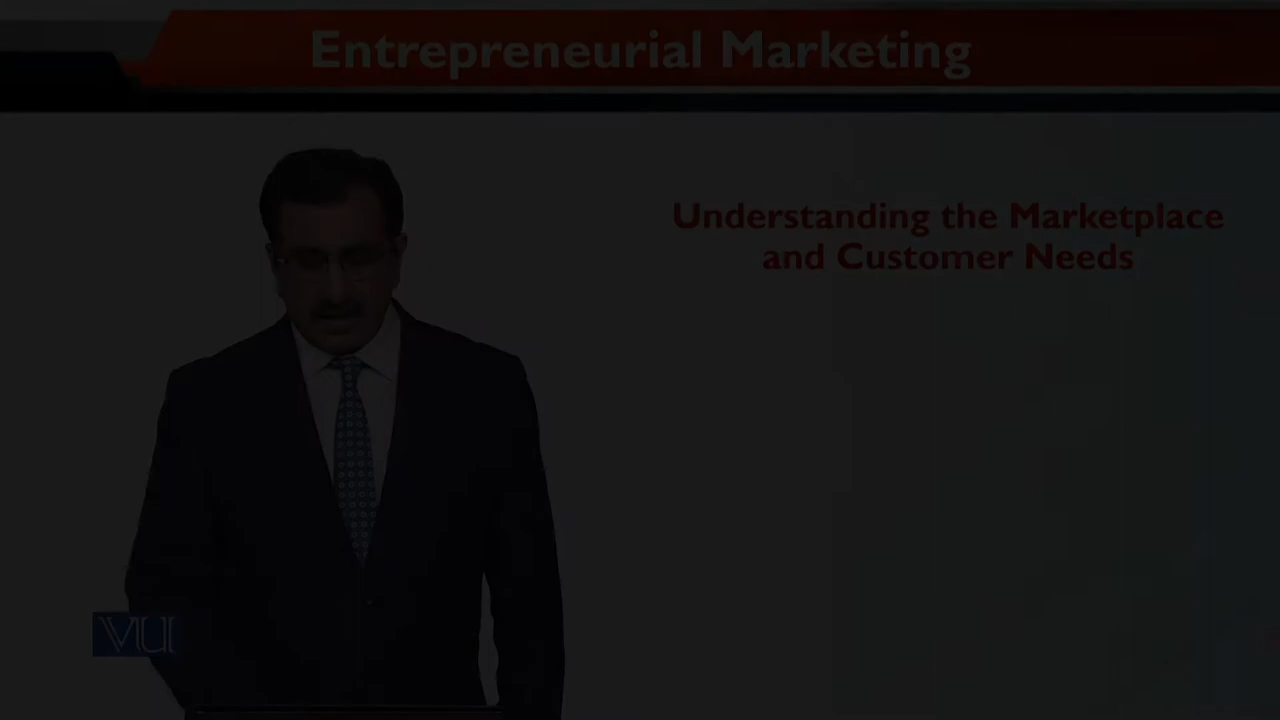 Entrepreneurial Marketing
Understanding the Marketplace
and Customer Needs
VU